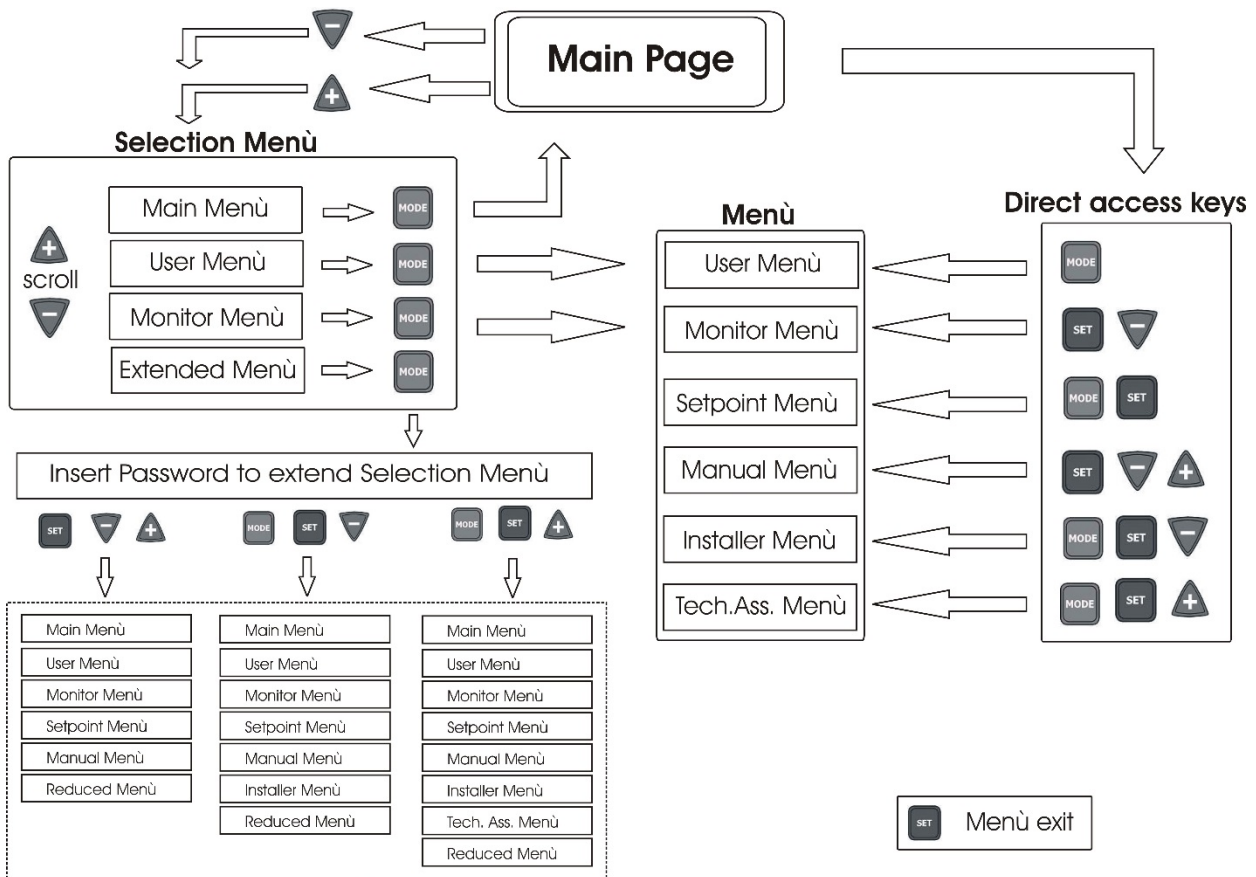 Main Page
−
+
Selection Menù
+
scroll
−
Main Menù
MODE
User Menù
MODE
Monitor Menù
MODE
Extended Menù
MODE
Insert Password to extend Selection Menù
SET − +
MODE SET −
MODE SET +
Main Menù
User Menù
Monitor Menù
Setpoint Menù
Manual Menù
Reduced Menù
Main Menù
User Menù
Monitor Menù
Setpoint Menù
Manual Menù
Installer Menù
Reduced Menù
Main Menù
User Menù
Monitor Menù
Setpoint Menù
Manual Menù
Installer Menù
Tech. Ass. Menù
Reduced Menù
Menù
User Menù
Monitor Menù
Setpoint Menù
Manual Menù
Installer Menù
Tech.Ass. Menù
Direct access keys
MODE
SET −
MODE SET
SET − +
MODE SET −
MODE SET +
SET Menù exit